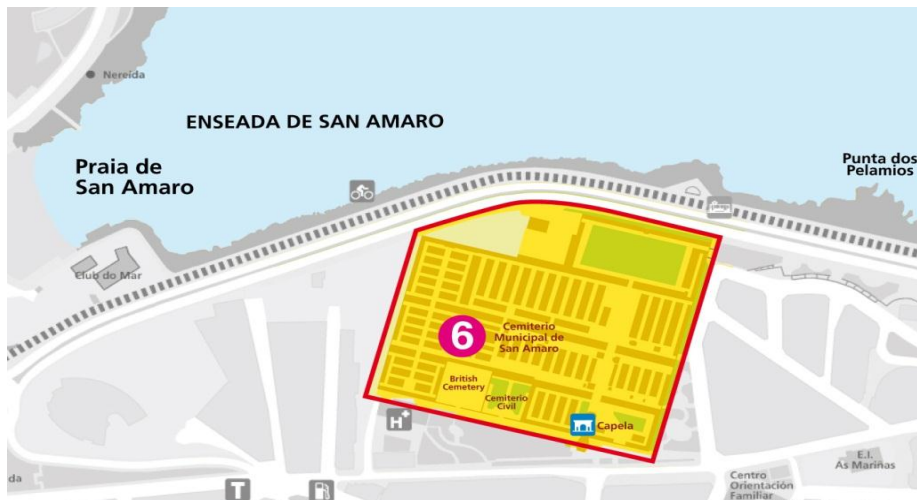 Nereida
ENSEADA DE SAN AMARO
Praia de
San Amaro
Punta dos
Pelamios
Club do Mar
6
Cemiterio
Municipal de
San Amaro
British
Cemetery
Cemiterio
Civil
Capela
H+
T
da
Centro
Orientación
Familiar
E.I.
As Mariñas